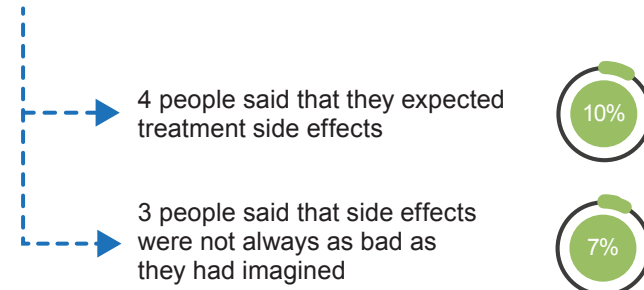 4 people said that they expected
treatment side effects
10%
3 people said that side effects
were not always as bad as
they had imagined
7%